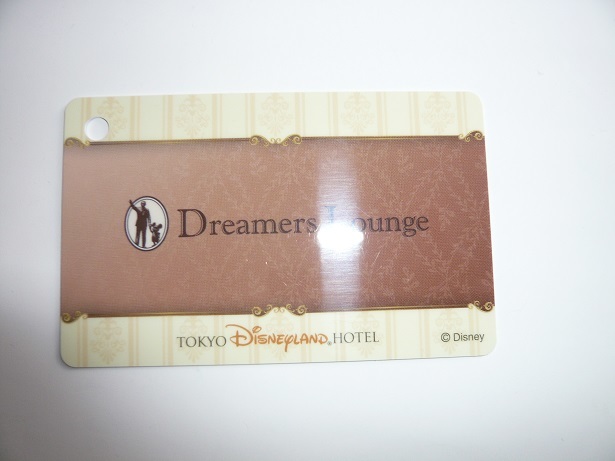 Dreamers Lounge
TOKYO DISNEYLAND HOTEL
© Disney